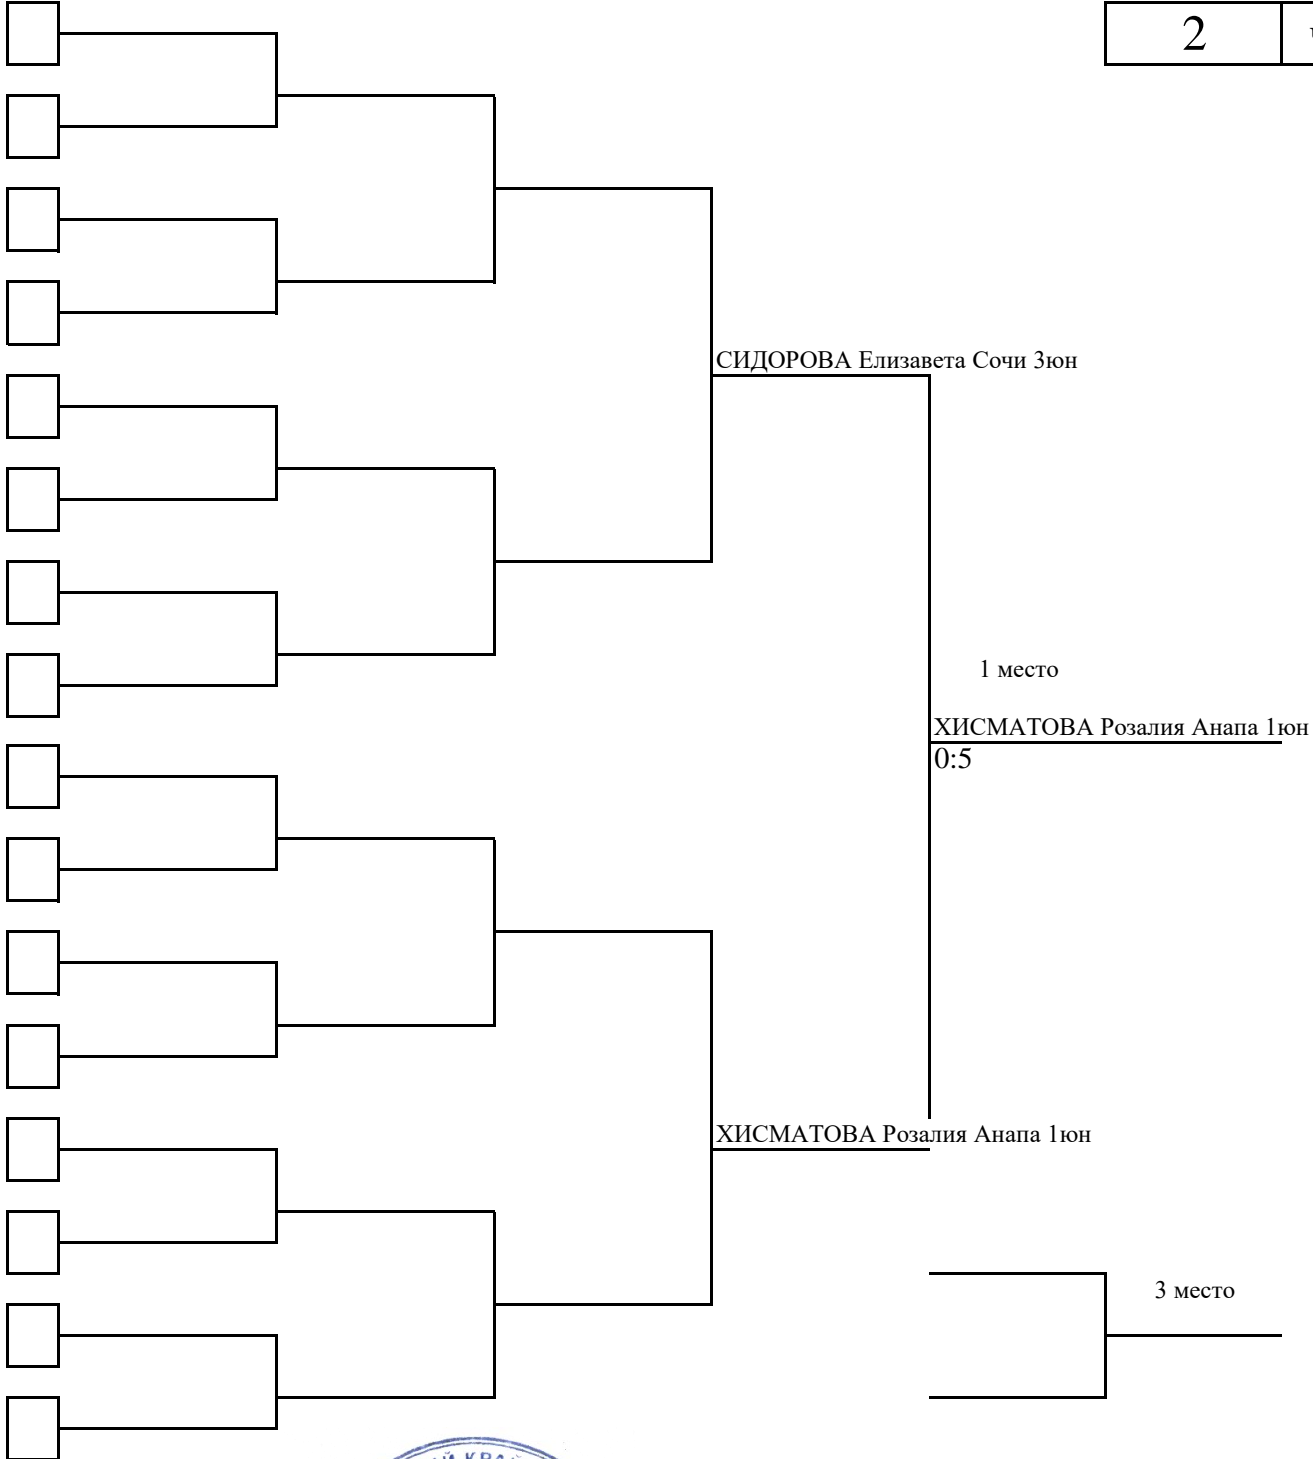 2
СИДОРОВА Елизавета Сочи 3юн
1 место
ХИСМАТОВА Розалия Анапа 1юн
0:5
ХИСМАТОВА Розалия Анапа 1юн
3 место